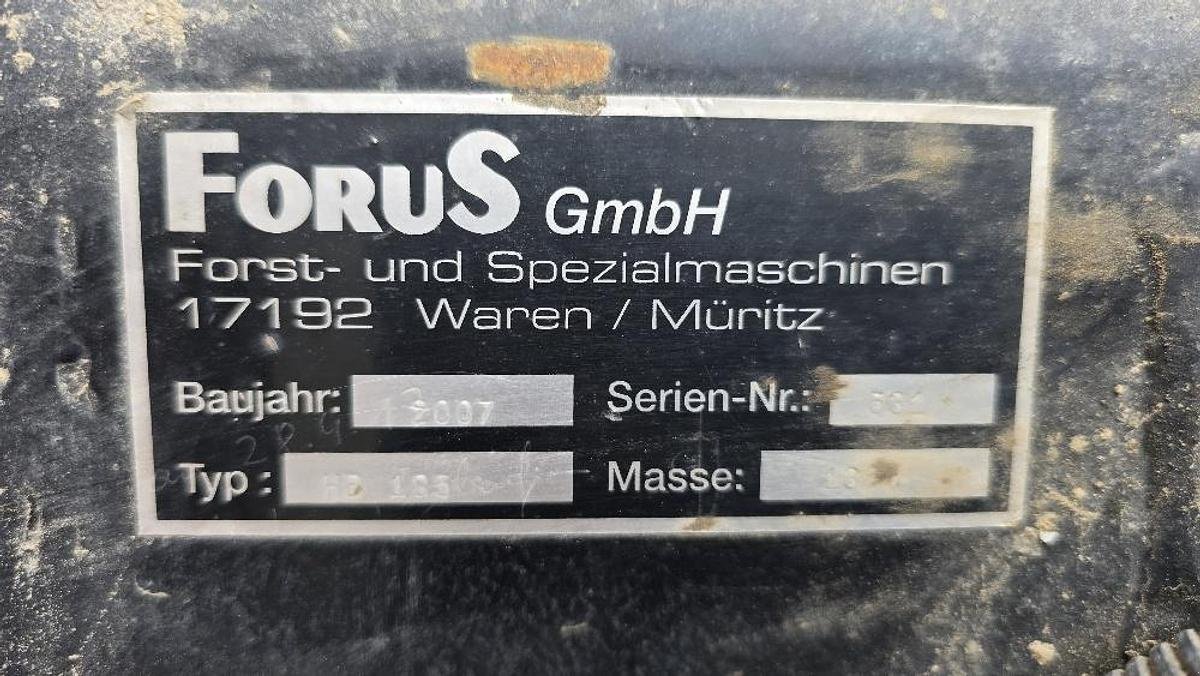 FORUS GmbH
Forst- und Spezialmaschinen
17192 Waren / Müritz
Baujahr: 2007 Serien-Nr.:
Typ: Masse: